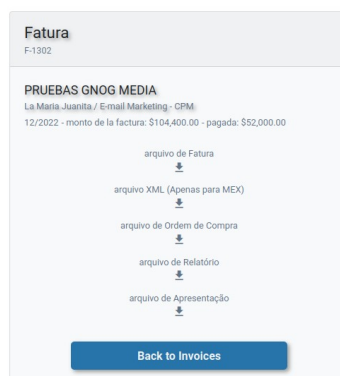 Fatura
F-1302
PRUEBAS GNOG MEDIA
La Maria Juanita / E-mail Marketing - CPM
12/2022 - monto de la factura: $104,400.00 - pagada: $52,000.00
arquivo de Fatura
arquivo XML (Apenas para MEX)
arquivo de Ordem de Compra
arquivo de Relatório
arquivo de Apresentação
Back to Invoices